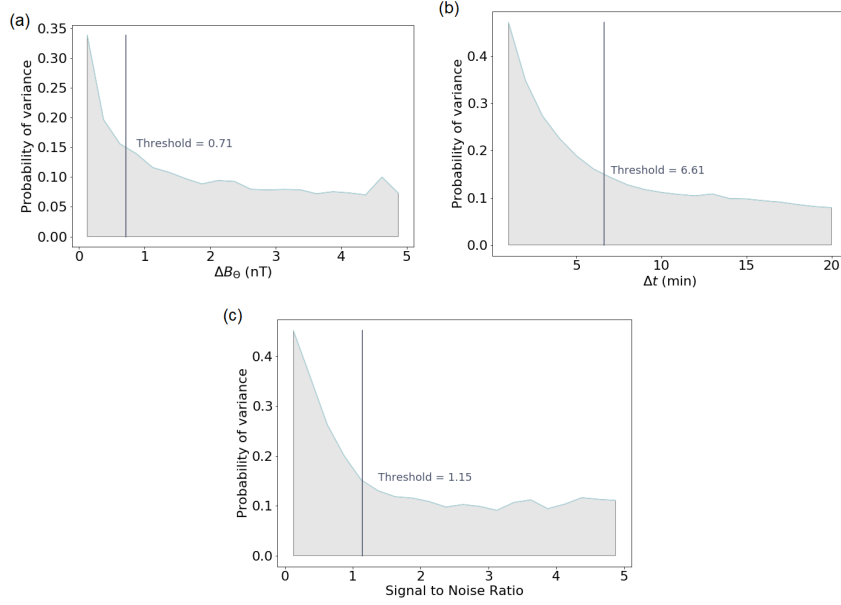 (a)
0.35
0.30
0.25
0.20
0.15
0.10
0.05
0.00
Probability of variance
Threshold = 0.71
0 1 2 3 4 5
ΔB_Θ (nT)
(b)
0.4
0.3
0.2
0.1
0.0
Probability of variance
Threshold = 6.61
5 10 15 20
Δt (min)
(c)
0.4
0.3
0.2
0.1
0.0
Probability of variance
Threshold = 1.15
0 1 2 3 4 5
Signal to Noise Ratio